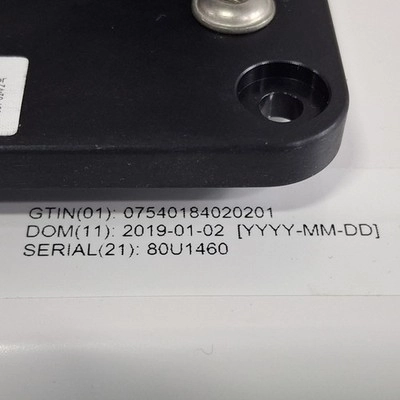 GTIN(01): 07540184020201
DOM(11): 2019-01-02 [YYYY-MM-DD]
SERIAL(21): 80U1460